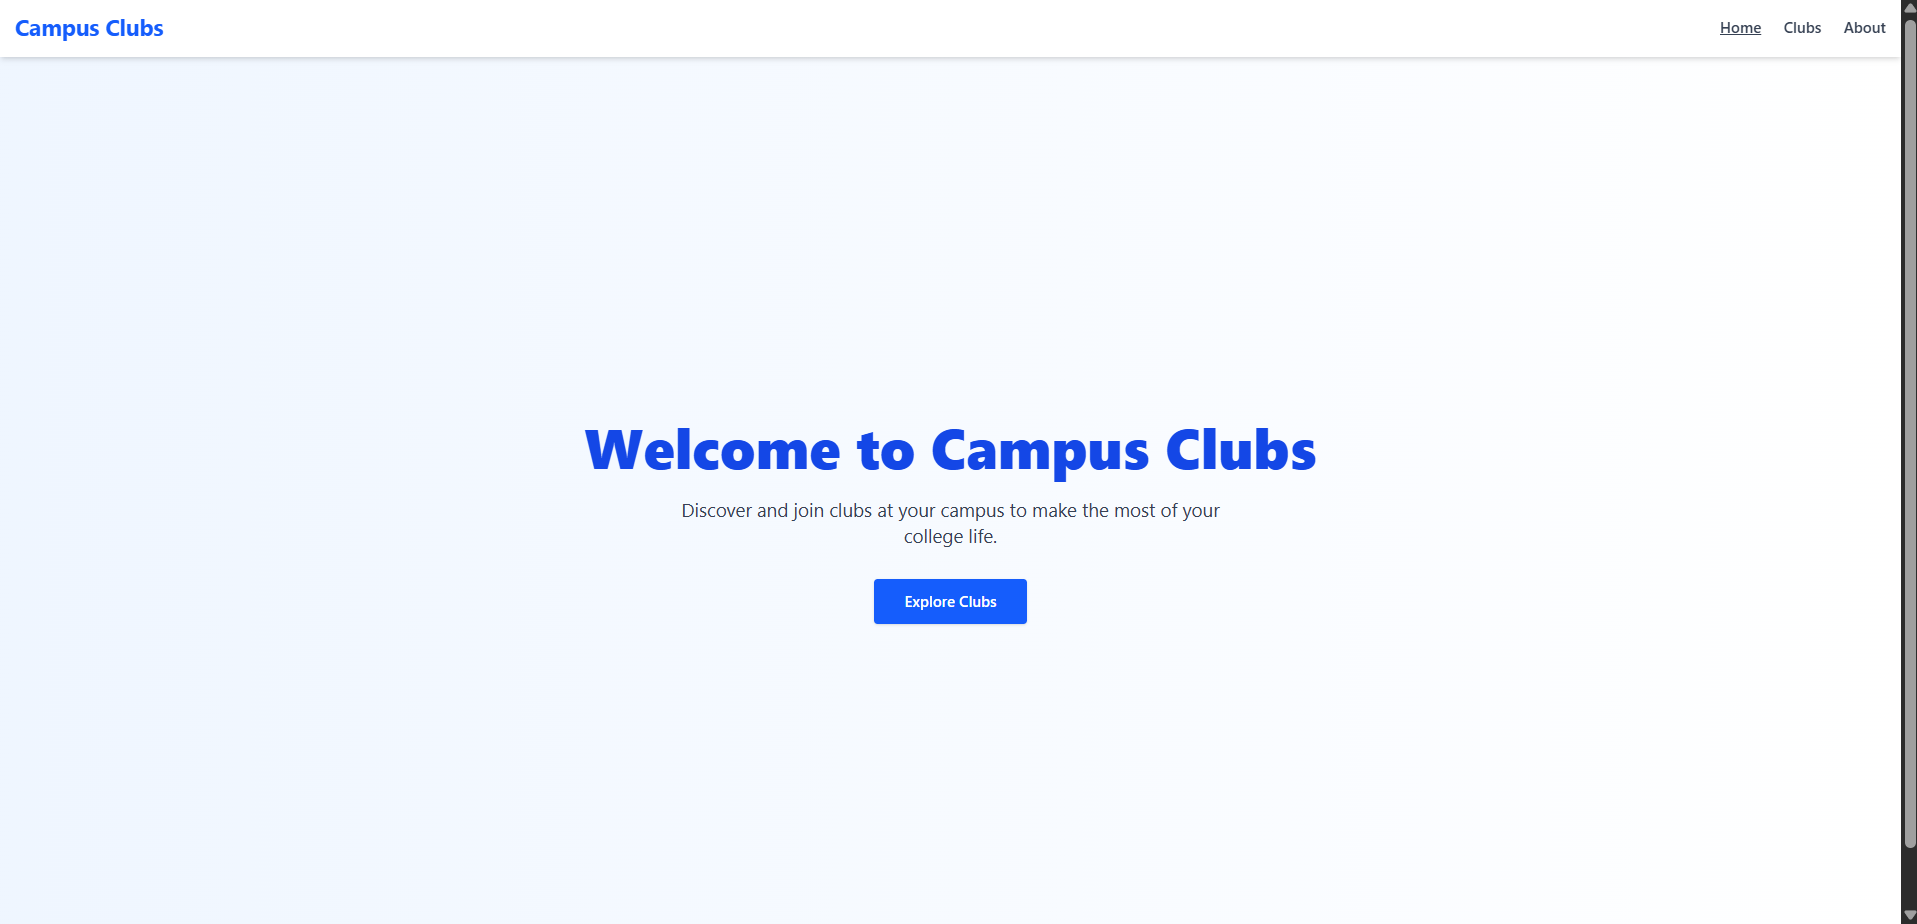 Campus Clubs
Home Clubs About
Welcome to Campus Clubs
Discover and join clubs at your campus to make the most of your
college life.
Explore Clubs